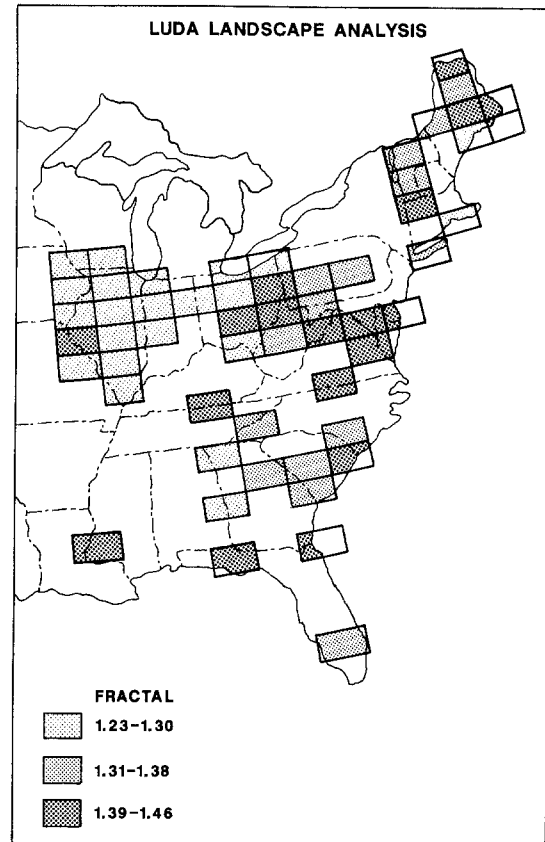 LUDA LANDSCAPE ANALYSIS
FRACTAL
1.23–1.30
1.31–1.38
1.39–1.46